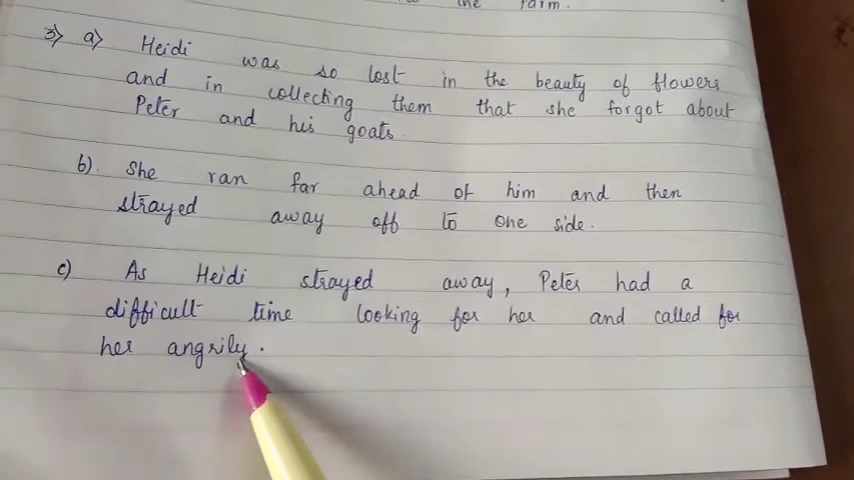 the farm.
3) a) Heidi was so lost in the beauty of flowers
and in collecting them that she forgot about
Peter and his goats.
b). She ran far ahead of him and then
strayed away off to one side.
c) As Heidi strayed away, Peter had a
difficult time looking for her and called for
her angrily.